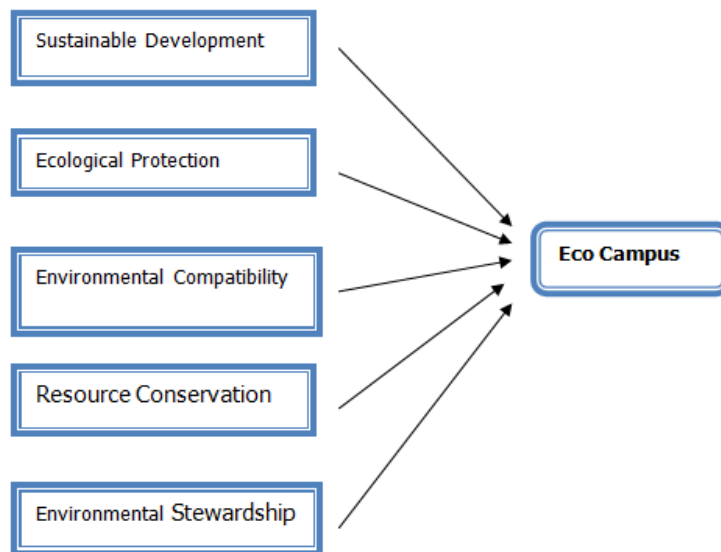 Sustainable Development
Ecological Protection
Environmental Compatibility
Eco Campus
Resource Conservation
Environmental Stewardship